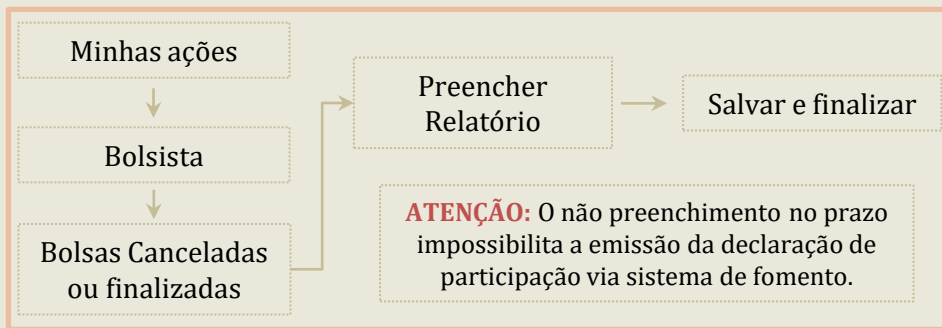 Minhas ações
Bolsista
Bolsas Canceladas
ou finalizadas
Preencher
Relatório
Salvar e finalizar
ATENÇÃO: O não preenchimento no prazo
impossibilita a emissão da declaração de
participação via sistema de fomento.